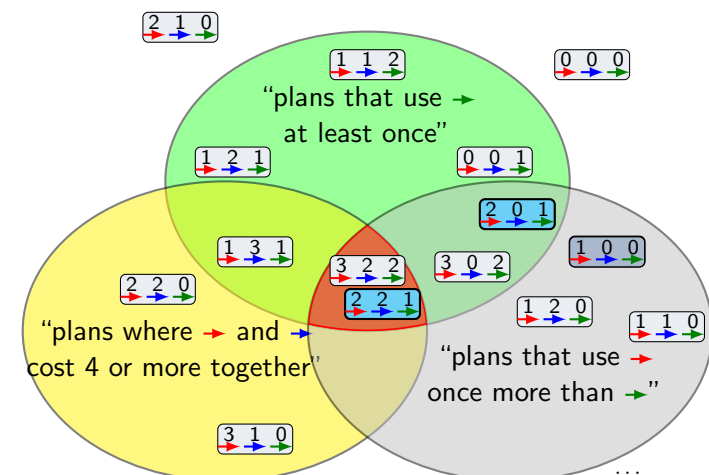 2 1 0
1 1 2
0 0 0
“plans that use →
at least once”
1 2 1
0 0 1
2 0 1
1 3 1
1 0 0
3 2 2
3 0 2
2 2 0
2 2 1
1 2 0
1 1 0
“plans where → and →
cost 4 or more together”
“plans that use →
once more than →”
3 1 0
...